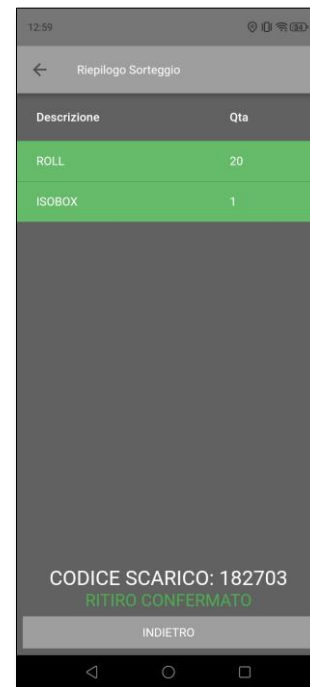 12:59
Riepilogo Sorteggio
Descrizione Qta
ROLL 20
ISOBOX 1
CODICE SCARICO: 182703
RITIRO CONFERMATO
INDIETRO